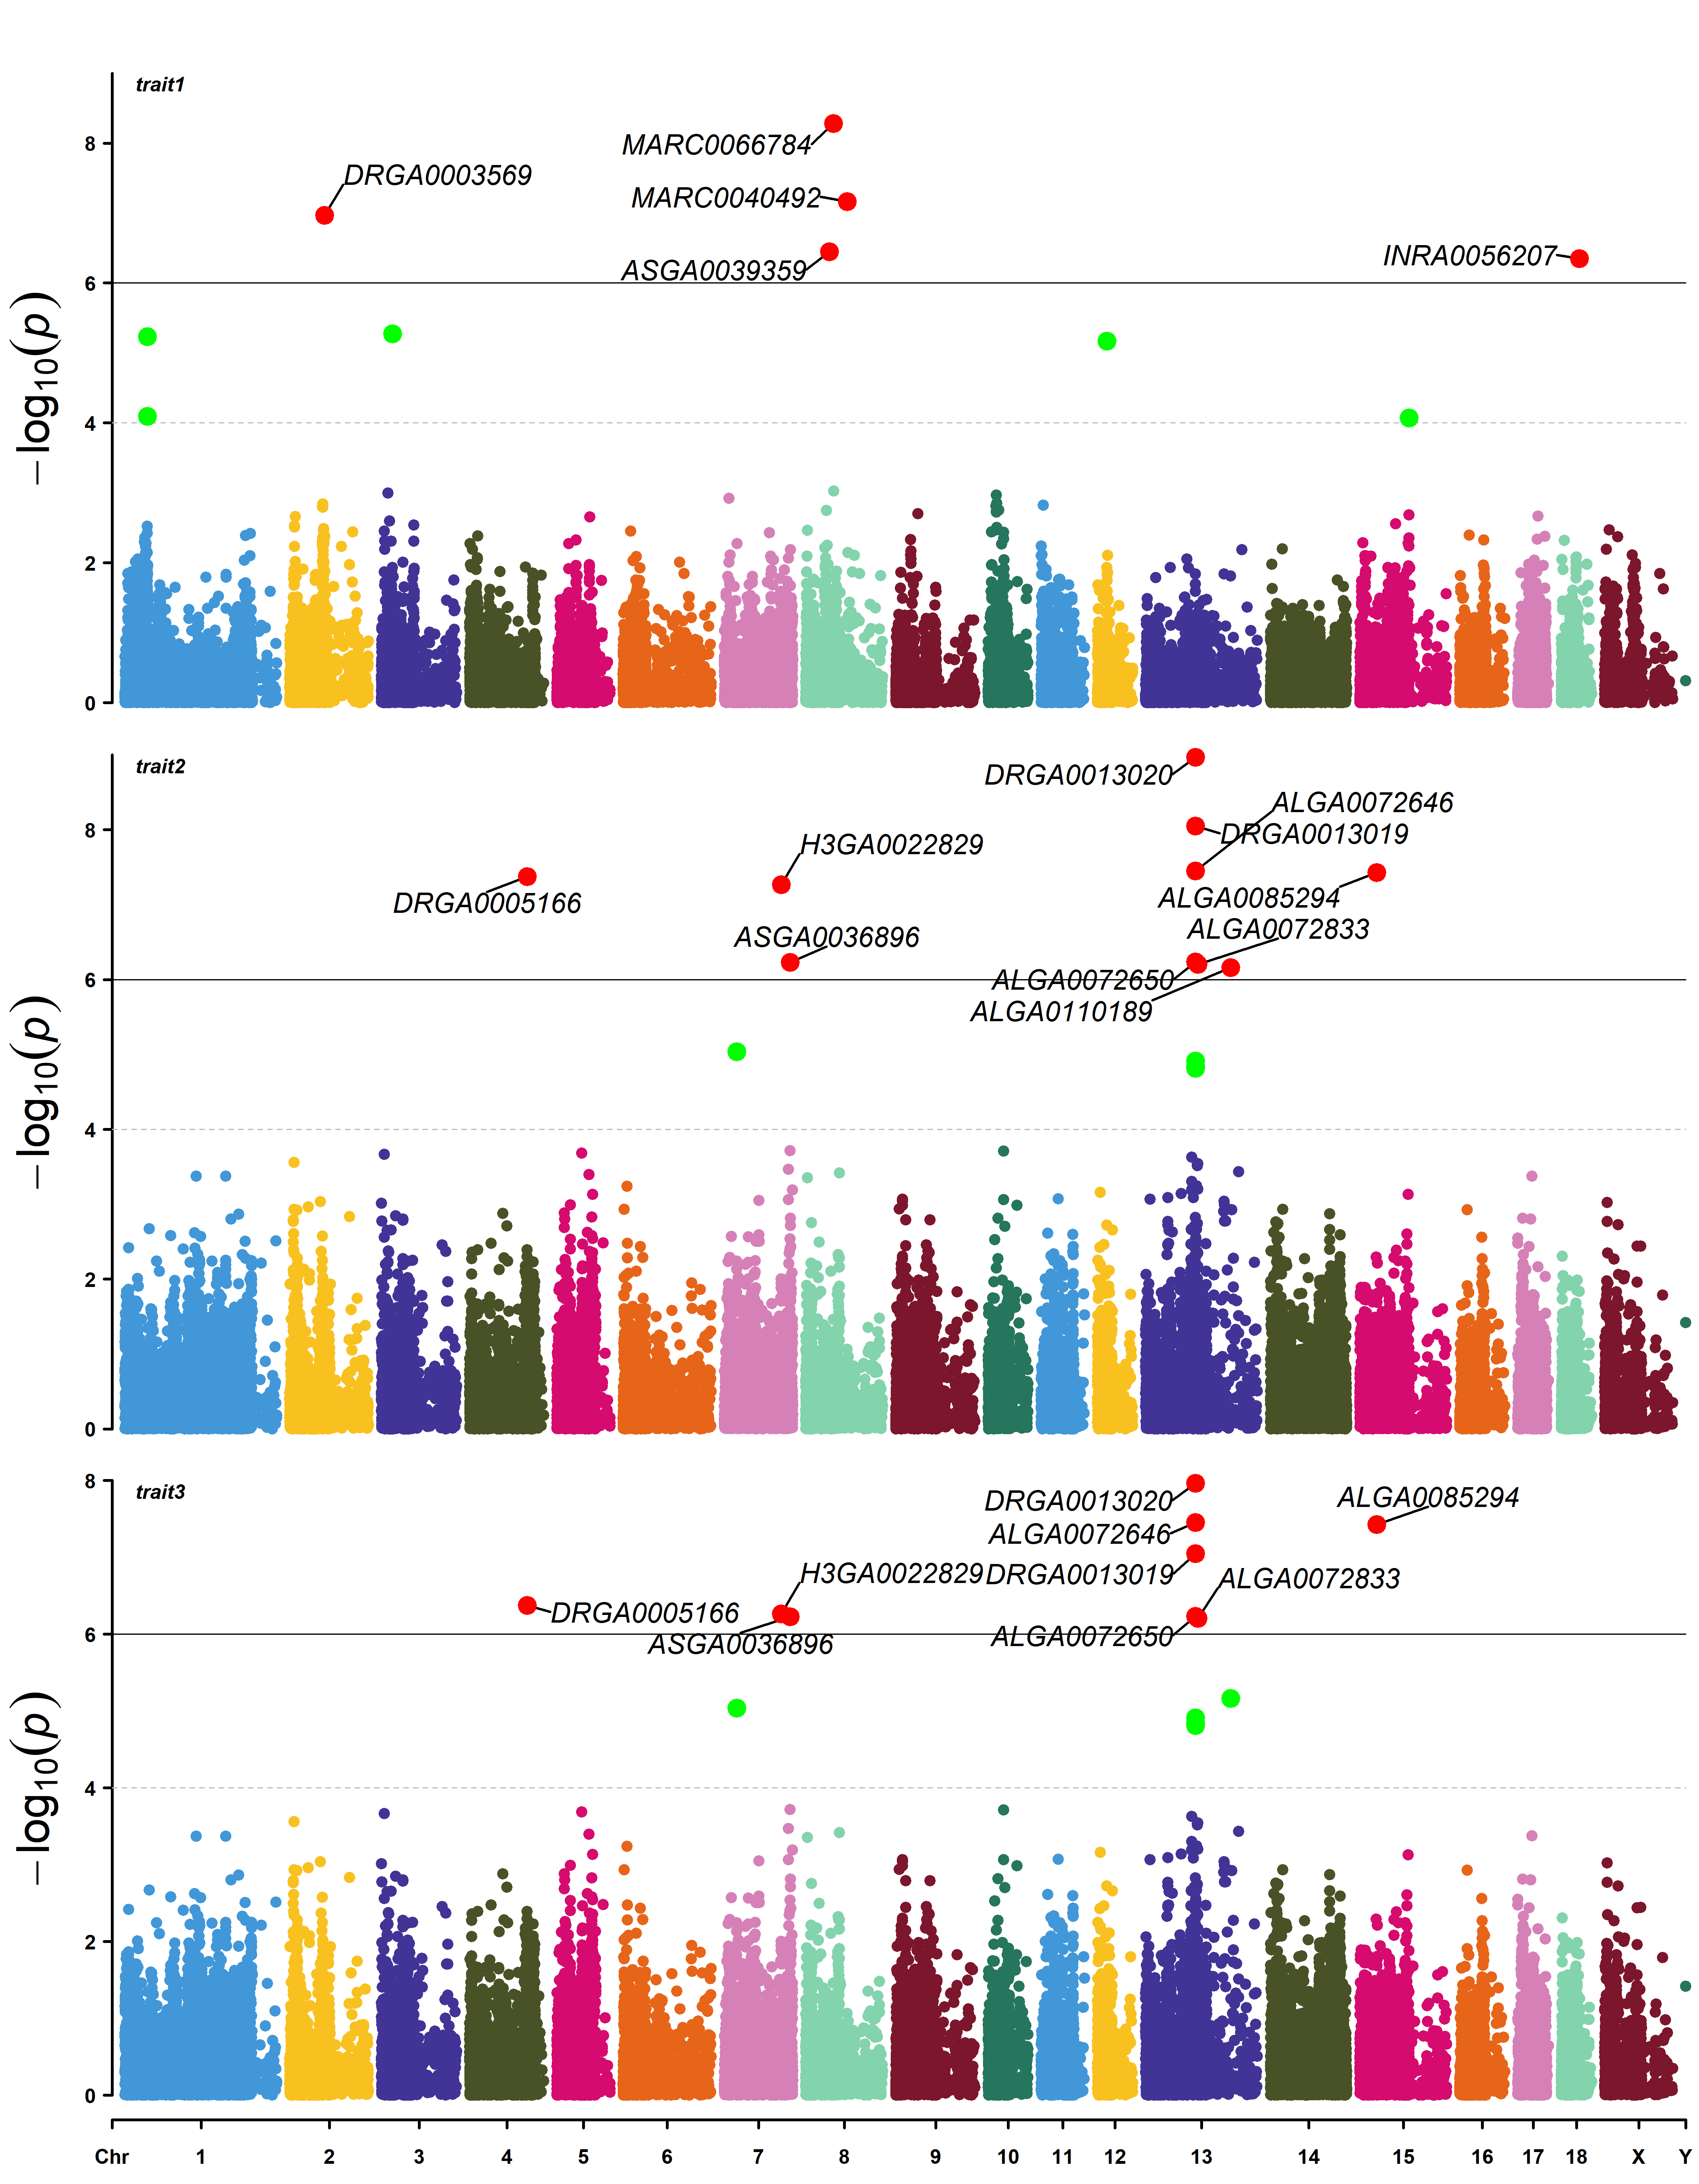 trait1
8
MARC0066784
DRGA0003569
MARC0040492
INRA0056207
ASGA0039359
6
−log10(p)
4
2
0
trait2
DRGA0013020
ALGA0072646
8
DRGA0013019
H3GA0022829
ALGA0085294
DRGA0005166
ALGA0072833
ASGA0036896
6
ALGA0072650
ALGA0110189
−log10(p)
4
2
0
8
trait3
DRGA0013020
ALGA0085294
ALGA0072646
H3GA0022829
DRGA0013019
ALGA0072833
DRGA0005166
6
ALGA0072650
ASGA0036896
−log10(p)
4
2
0
Chr 1 2 3 4 5 6 7 8 9 10 11 12 13 14 15 16 17 18 X Y